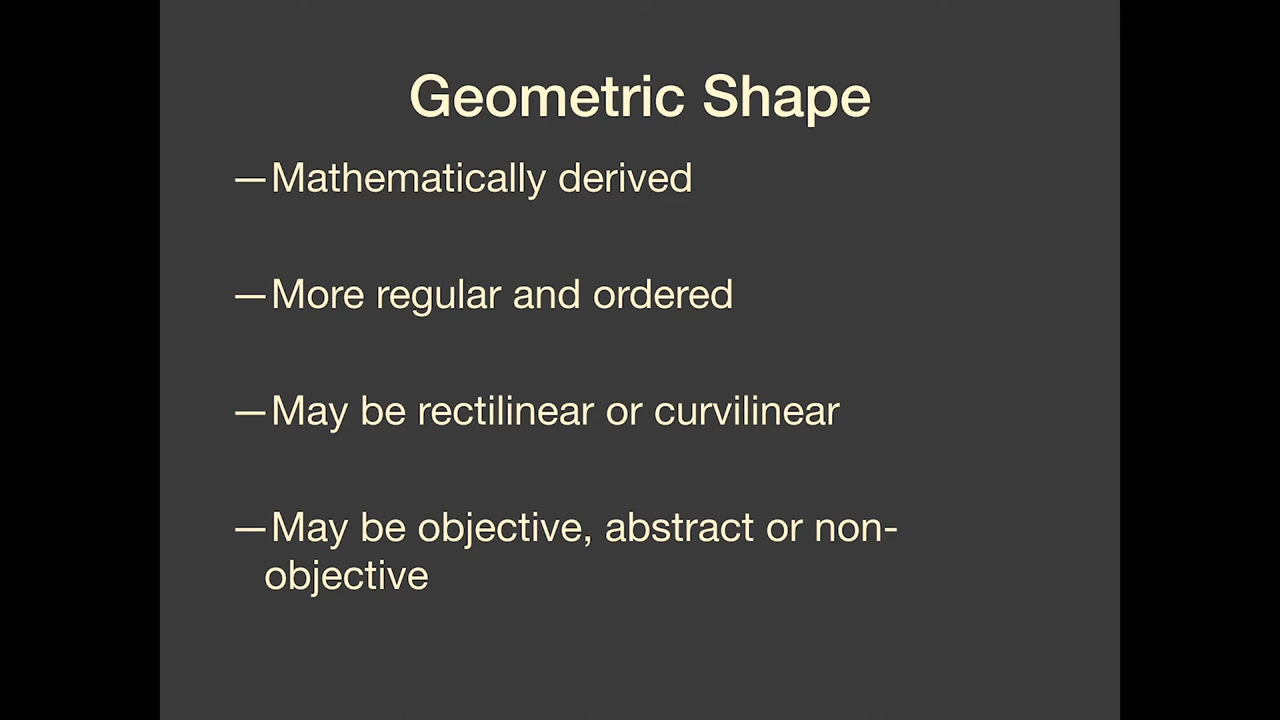 Geometric Shape
—Mathematically derived
—More regular and ordered
—May be rectilinear or curvilinear
—May be objective, abstract or non-
objective